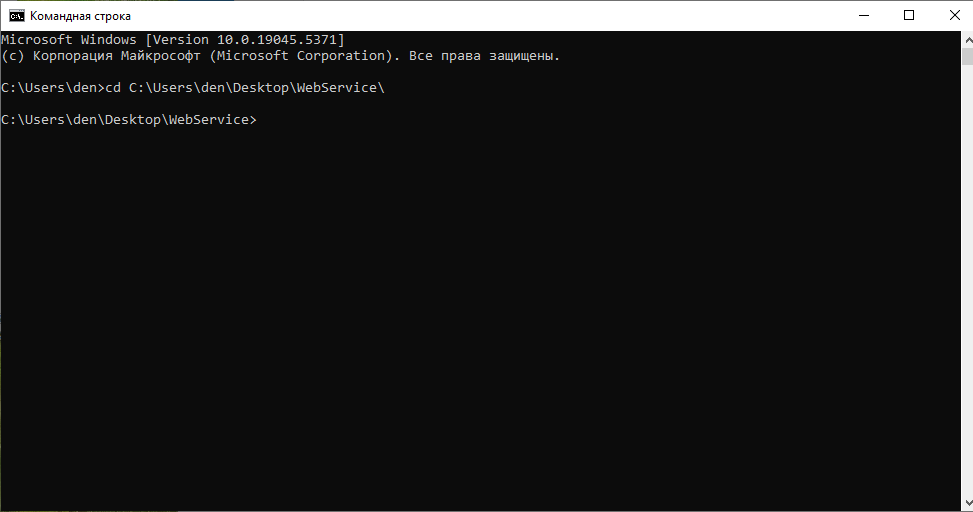 Командная строка
Microsoft Windows [Version 10.0.19045.5371]
(c) Корпорация Майкрософт (Microsoft Corporation). Все права защищены.
C:\Users\den>cd C:\Users\den\Desktop\WebService\
C:\Users\den\Desktop\WebService>